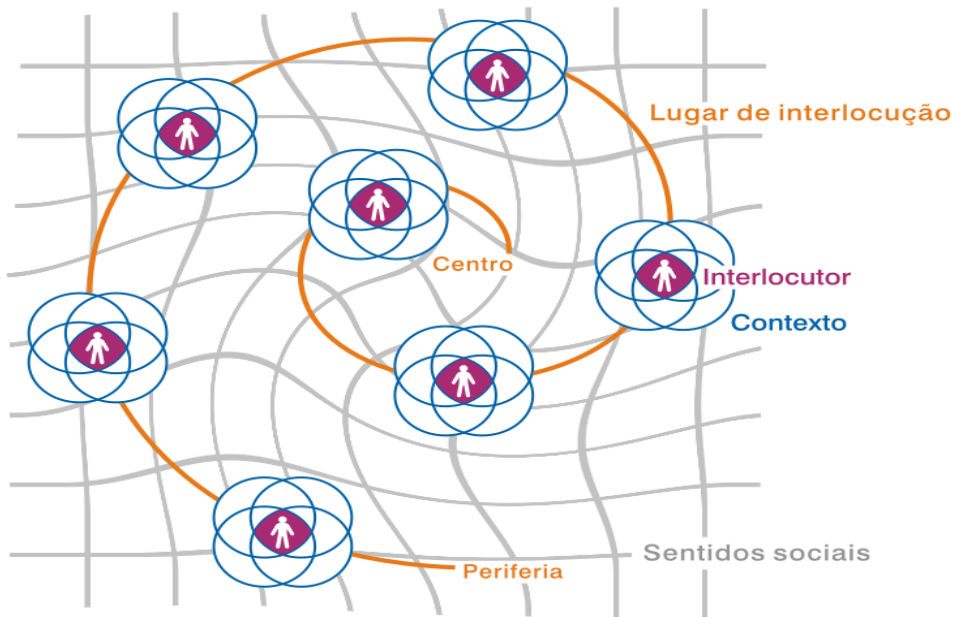 Lugar de interlocução
Centro
Interlocutor
Contexto
Sentidos sociais
Periferia